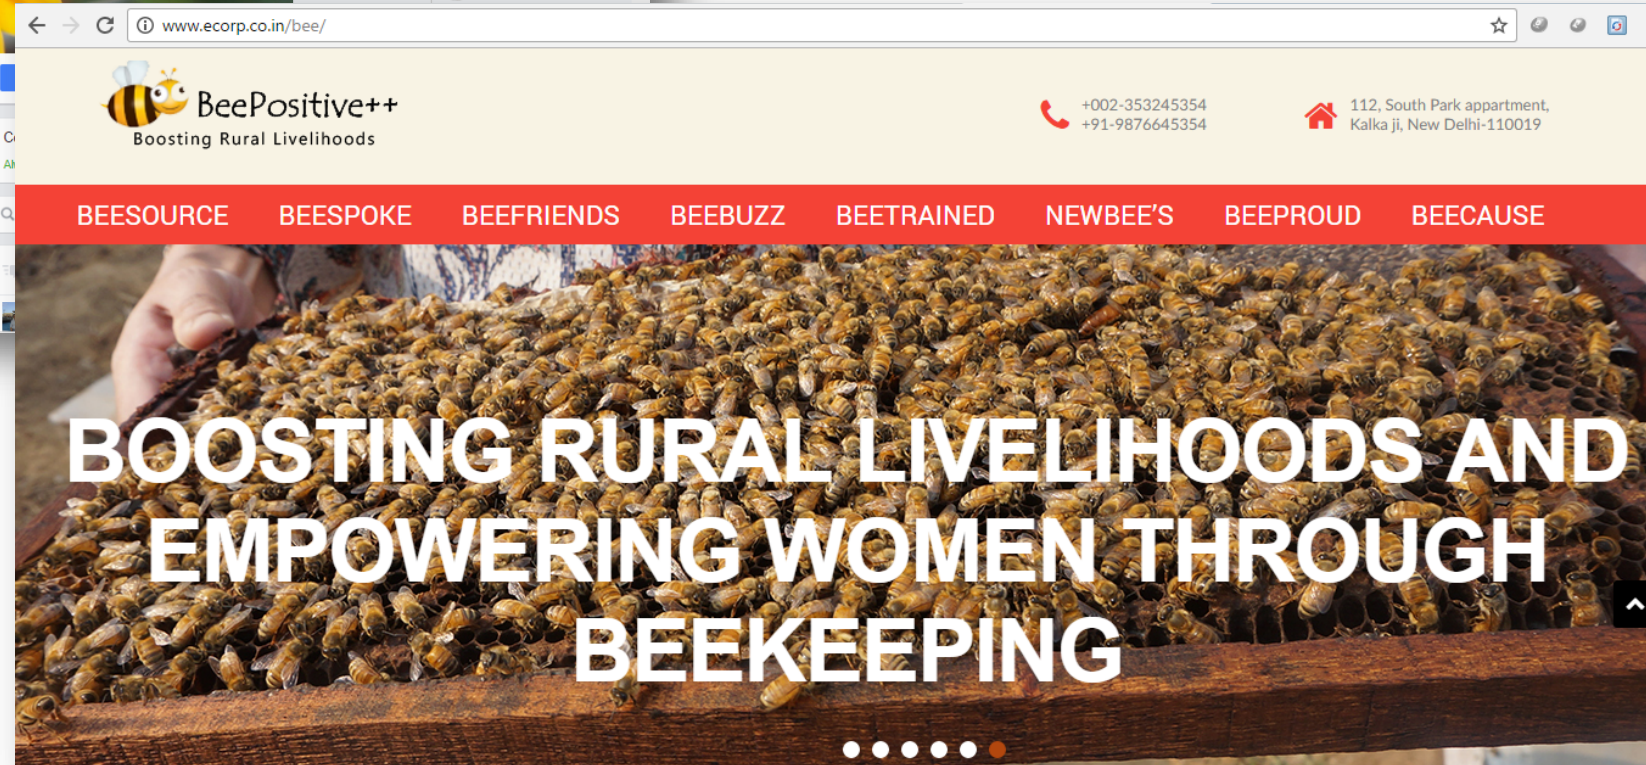 www.ecorp.co.in/bee/
BeePositive++
Boosting Rural Livelihoods
+002-353245354
+91-9876645354
112, South Park appartment,
Kalka ji, New Delhi-110019
BEESOURCE BEESPOKE BEEFRIENDS BEEBUZZ BEETRAINED NEWBEE'S BEEPROUD BEECAUSE
BOOSTING RURAL LIVELIHOODS AND
EMPOWERING WOMEN THROUGH
BEEKEEPING